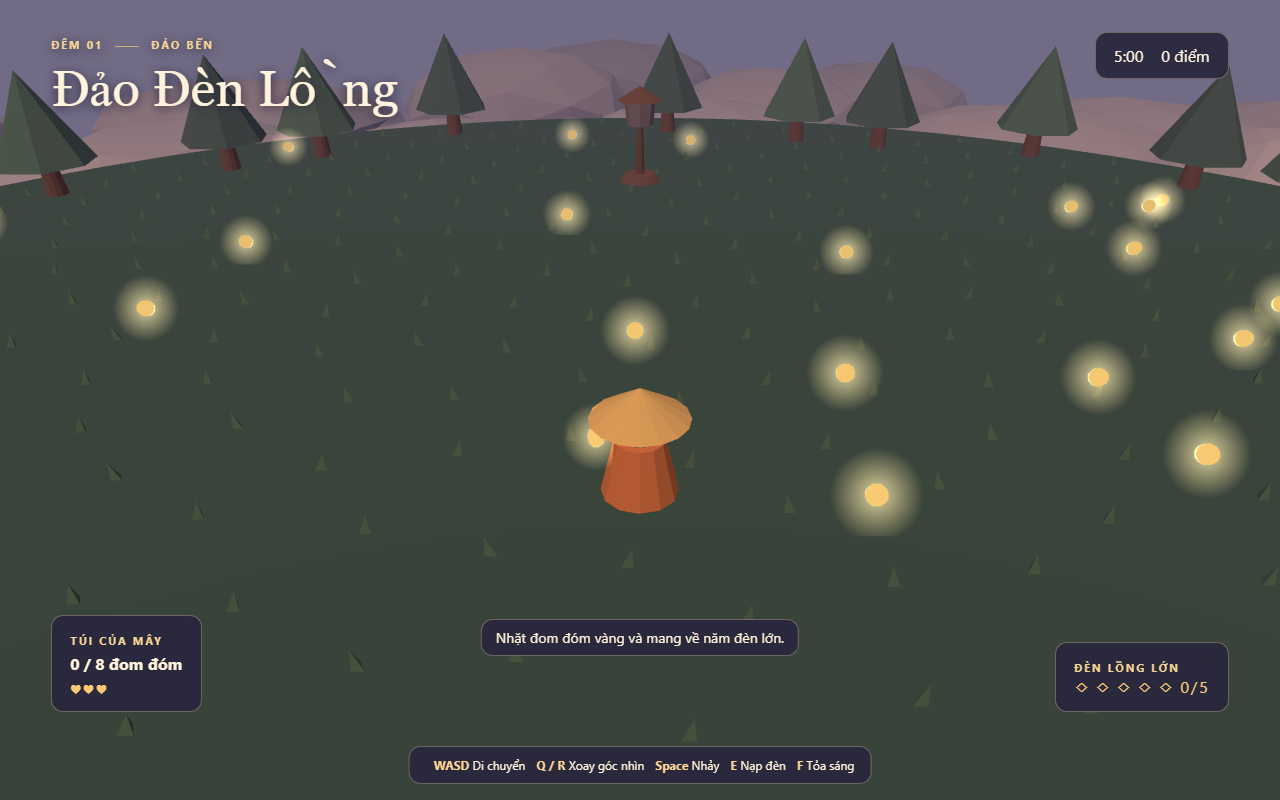 ĐÊM 01 — ĐẢO BẾN
Đảo Đèn Lồng
5:00 0 điểm
TÚI CỦA MÂY
0 / 8 đom đóm
♥♥♥
Nhặt đom đóm vàng và mang về năm đèn lớn.
ĐÈN LỒNG LỚN
◇ ◇ ◇ ◇ ◇ 0/5
WASD Di chuyển Q / R Xoay góc nhìn Space Nhảy E Nạp đèn F Tỏa sáng